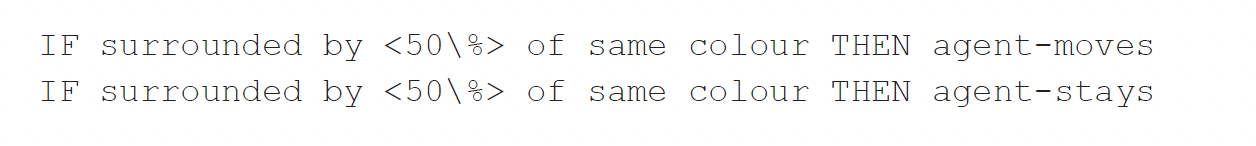 IF surrounded by <50\%> of same colour THEN agent-moves
IF surrounded by <50\%> of same colour THEN agent-stays